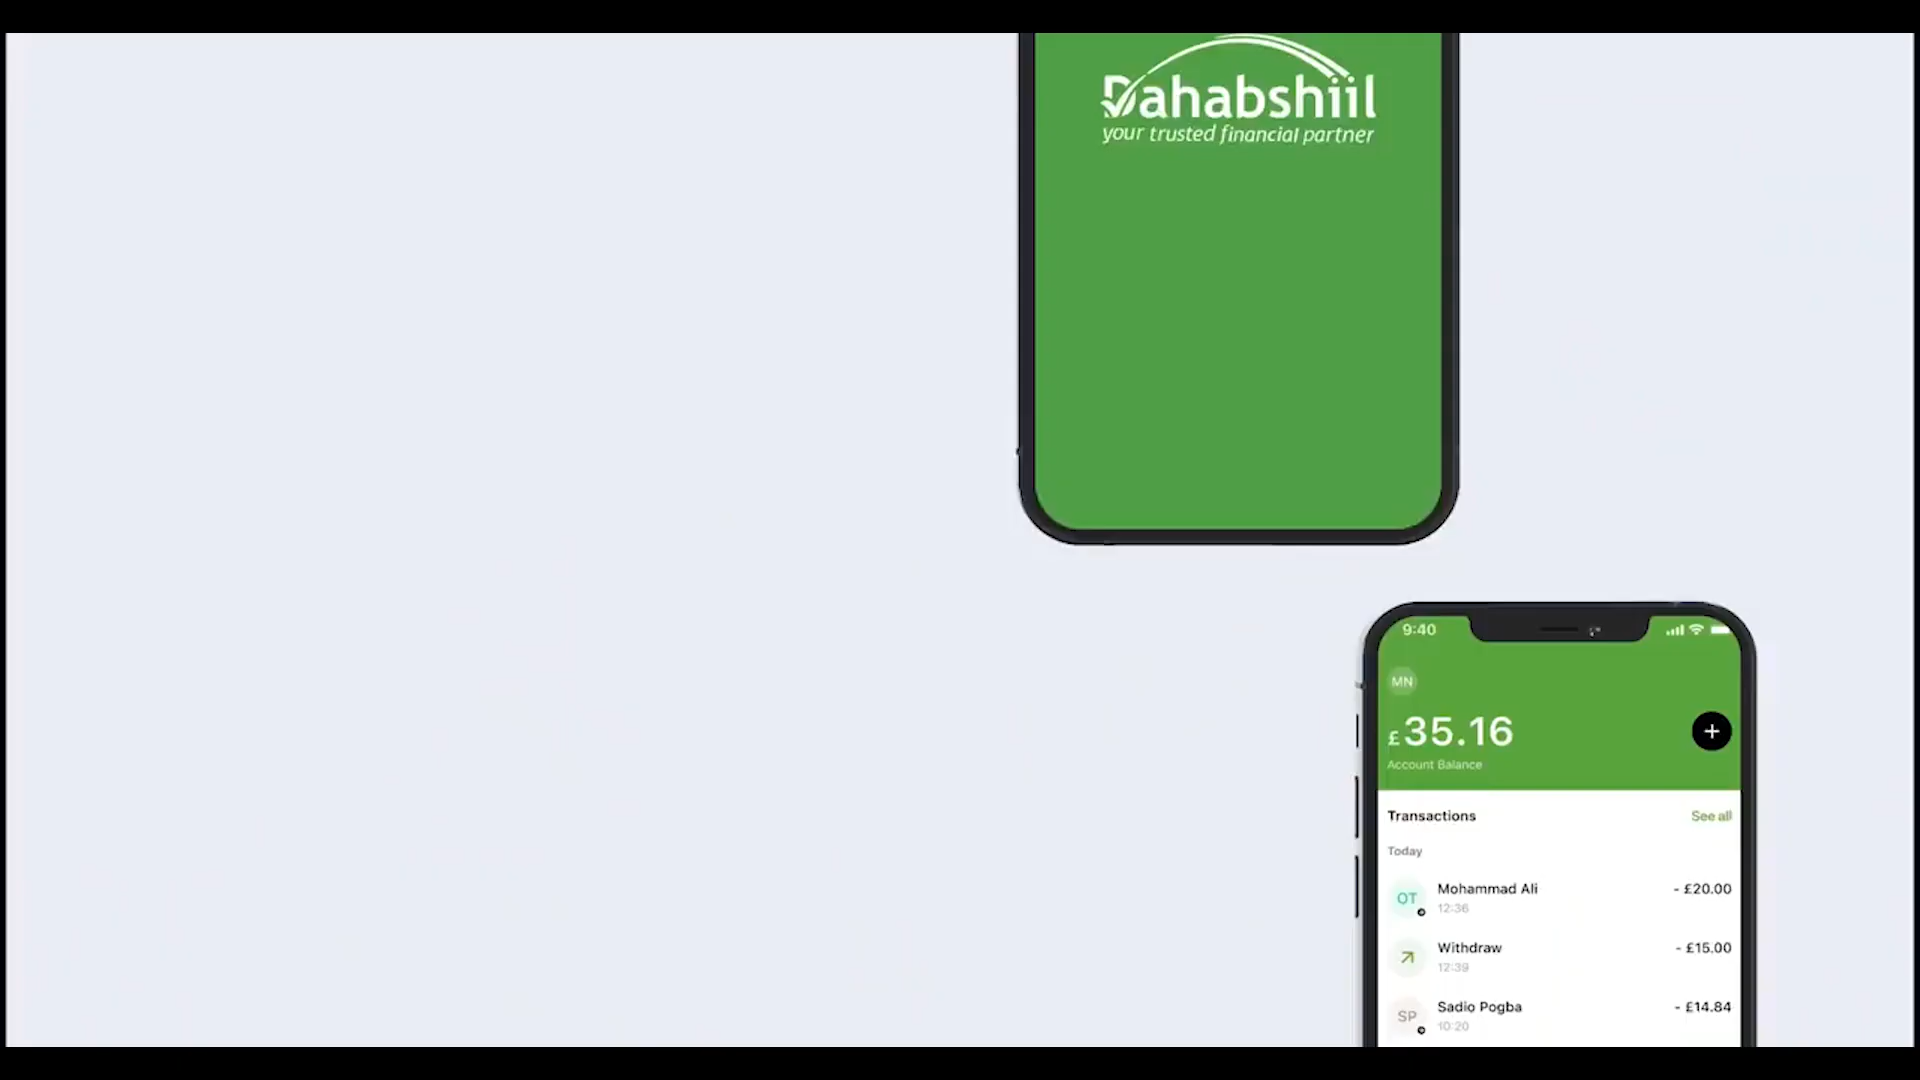 Dahabshiil
your trusted financial partner
9:40
MN
£35.16
Account Balance
Transactions
See all
Today
OT
Mohammad Ali
- £20.00
12:36
Withdraw
- £15.00
12:39
SP
Sadio Pogba
- £14.84
10:20